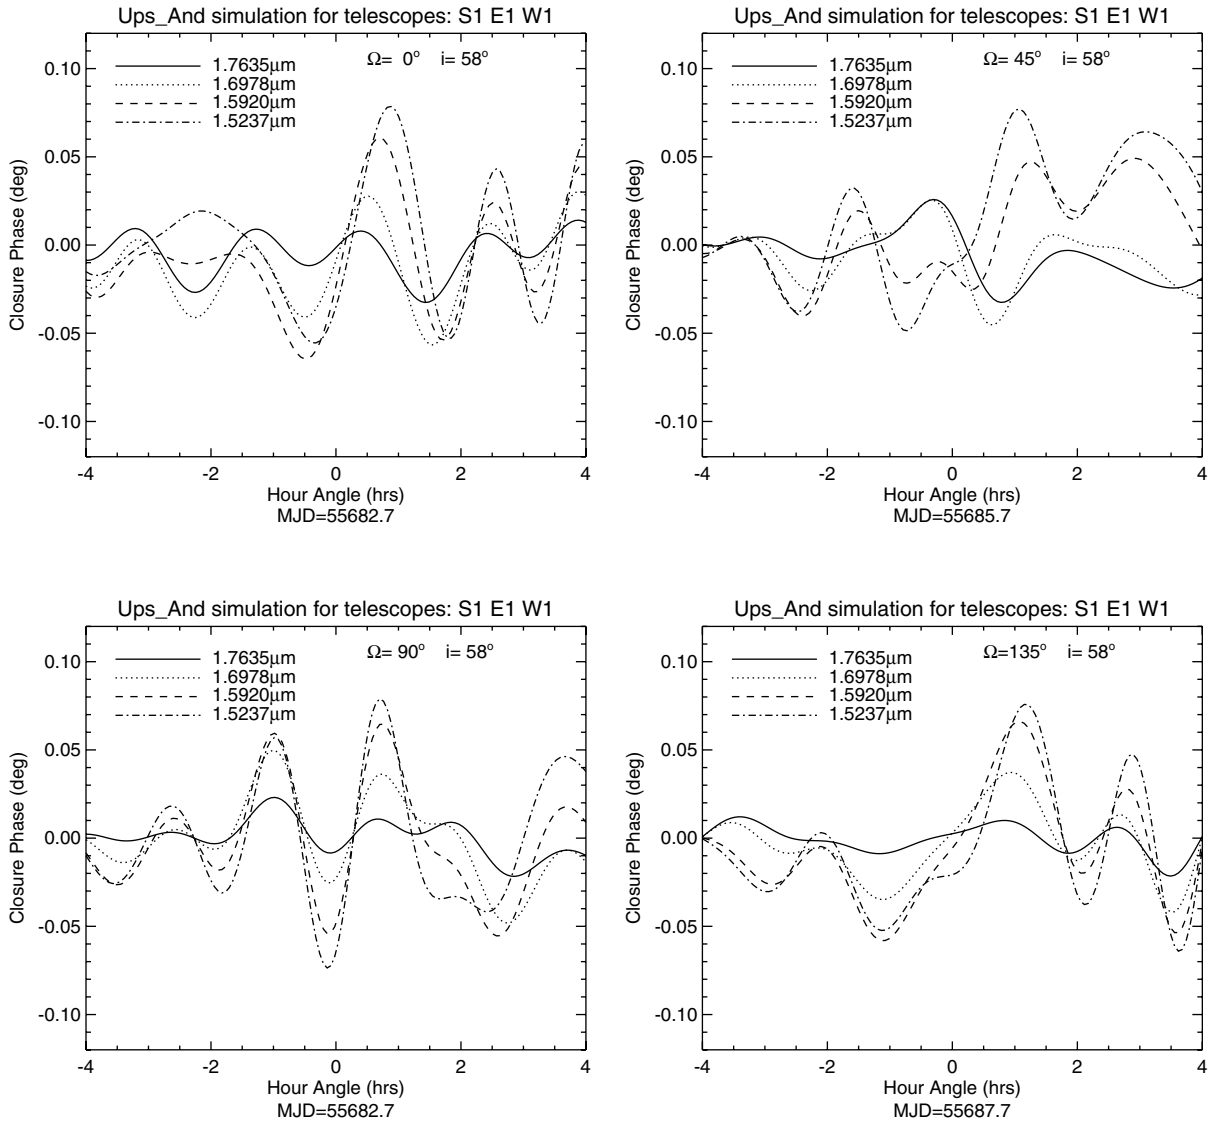 Ups_And simulation for telescopes: S1 E1 W1
1.7635μm
1.6978μm
1.5920μm
1.5237μm
Ω= 0° i= 58°
0.10
0.05
0.00
-0.05
-0.10
Closure Phase (deg)
-4 -2 0 2 4
Hour Angle (hrs)
MJD=55682.7
Ups_And simulation for telescopes: S1 E1 W1
1.7635μm
1.6978μm
1.5920μm
1.5237μm
Ω= 45° i= 58°
0.10
0.05
0.00
-0.05
-0.10
Closure Phase (deg)
-4 -2 0 2 4
Hour Angle (hrs)
MJD=55685.7
Ups_And simulation for telescopes: S1 E1 W1
1.7635μm
1.6978μm
1.5920μm
1.5237μm
Ω= 90° i= 58°
0.10
0.05
0.00
-0.05
-0.10
Closure Phase (deg)
-4 -2 0 2 4
Hour Angle (hrs)
MJD=55682.7
Ups_And simulation for telescopes: S1 E1 W1
1.7635μm
1.6978μm
1.5920μm
1.5237μm
Ω=135° i= 58°
0.10
0.05
0.00
-0.05
-0.10
Closure Phase (deg)
-4 -2 0 2 4
Hour Angle (hrs)
MJD=55687.7